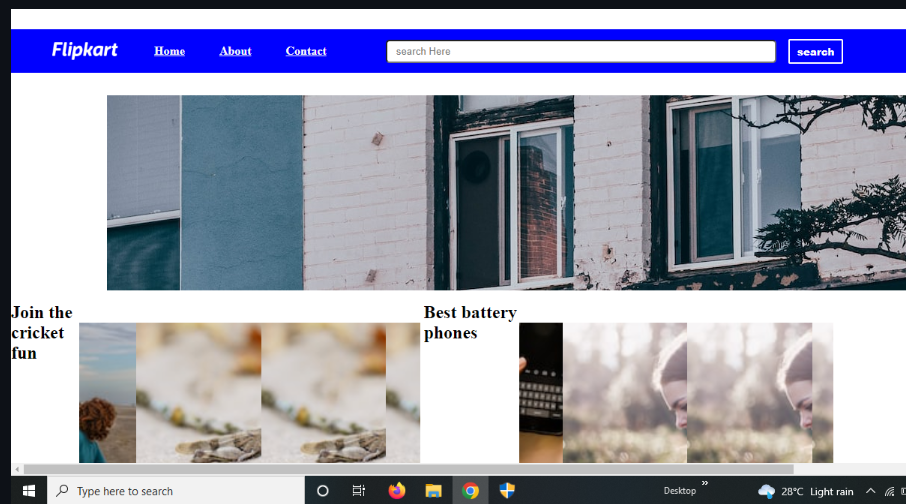 Flipkart Home About Contact search Here search
Join the
cricket
fun
Best battery
phones
Type here to search Desktop » 28°C Light rain